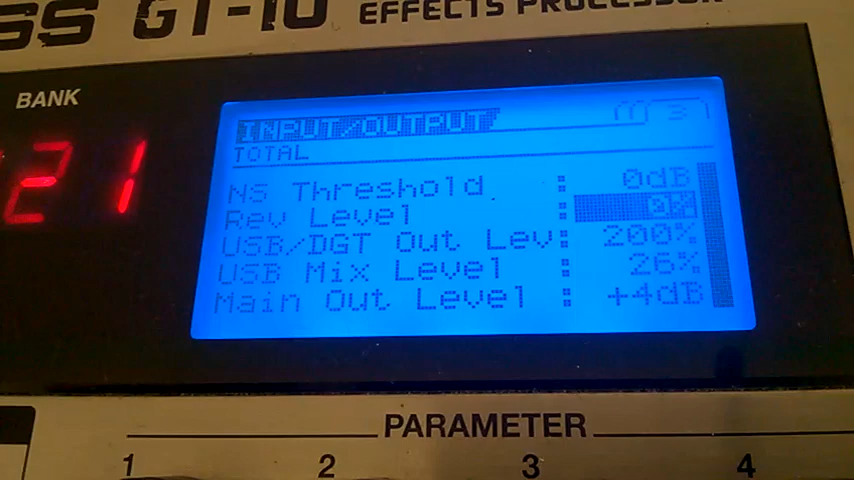 SS GT-10 EFFECTS PROCESSOR
BANK
21
INPUT/OUTPUT
TOTAL
NS Threshold : 0dB
Rev Level : 0%
USB/DGT Out Lev: 200%
USB Mix Level : 26%
Main Out Level : +4dB
PARAMETER
1 2 3 4